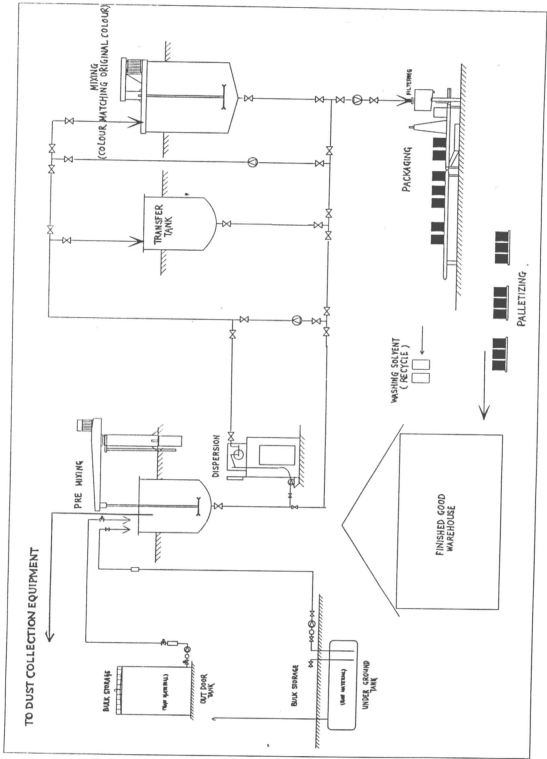 TO DUST COLLECTION EQUIPMENT
BULK STORAGE
(RAW MATERIAL)
OUT DOOR
TANK
BULK STORAGE
(RAW MATERIAL)
UNDER GROUND
TANK
PRE MIXING
DISPERSION
TRANSFER
TANK
MIXING
(COLOUR MATCHING ORIGINAL COLOUR)
FILTERING
PACKAGING
WASHING SOLVENT
(RECYCLE)
PALLETIZING
FINISHED GOOD
WAREHOUSE